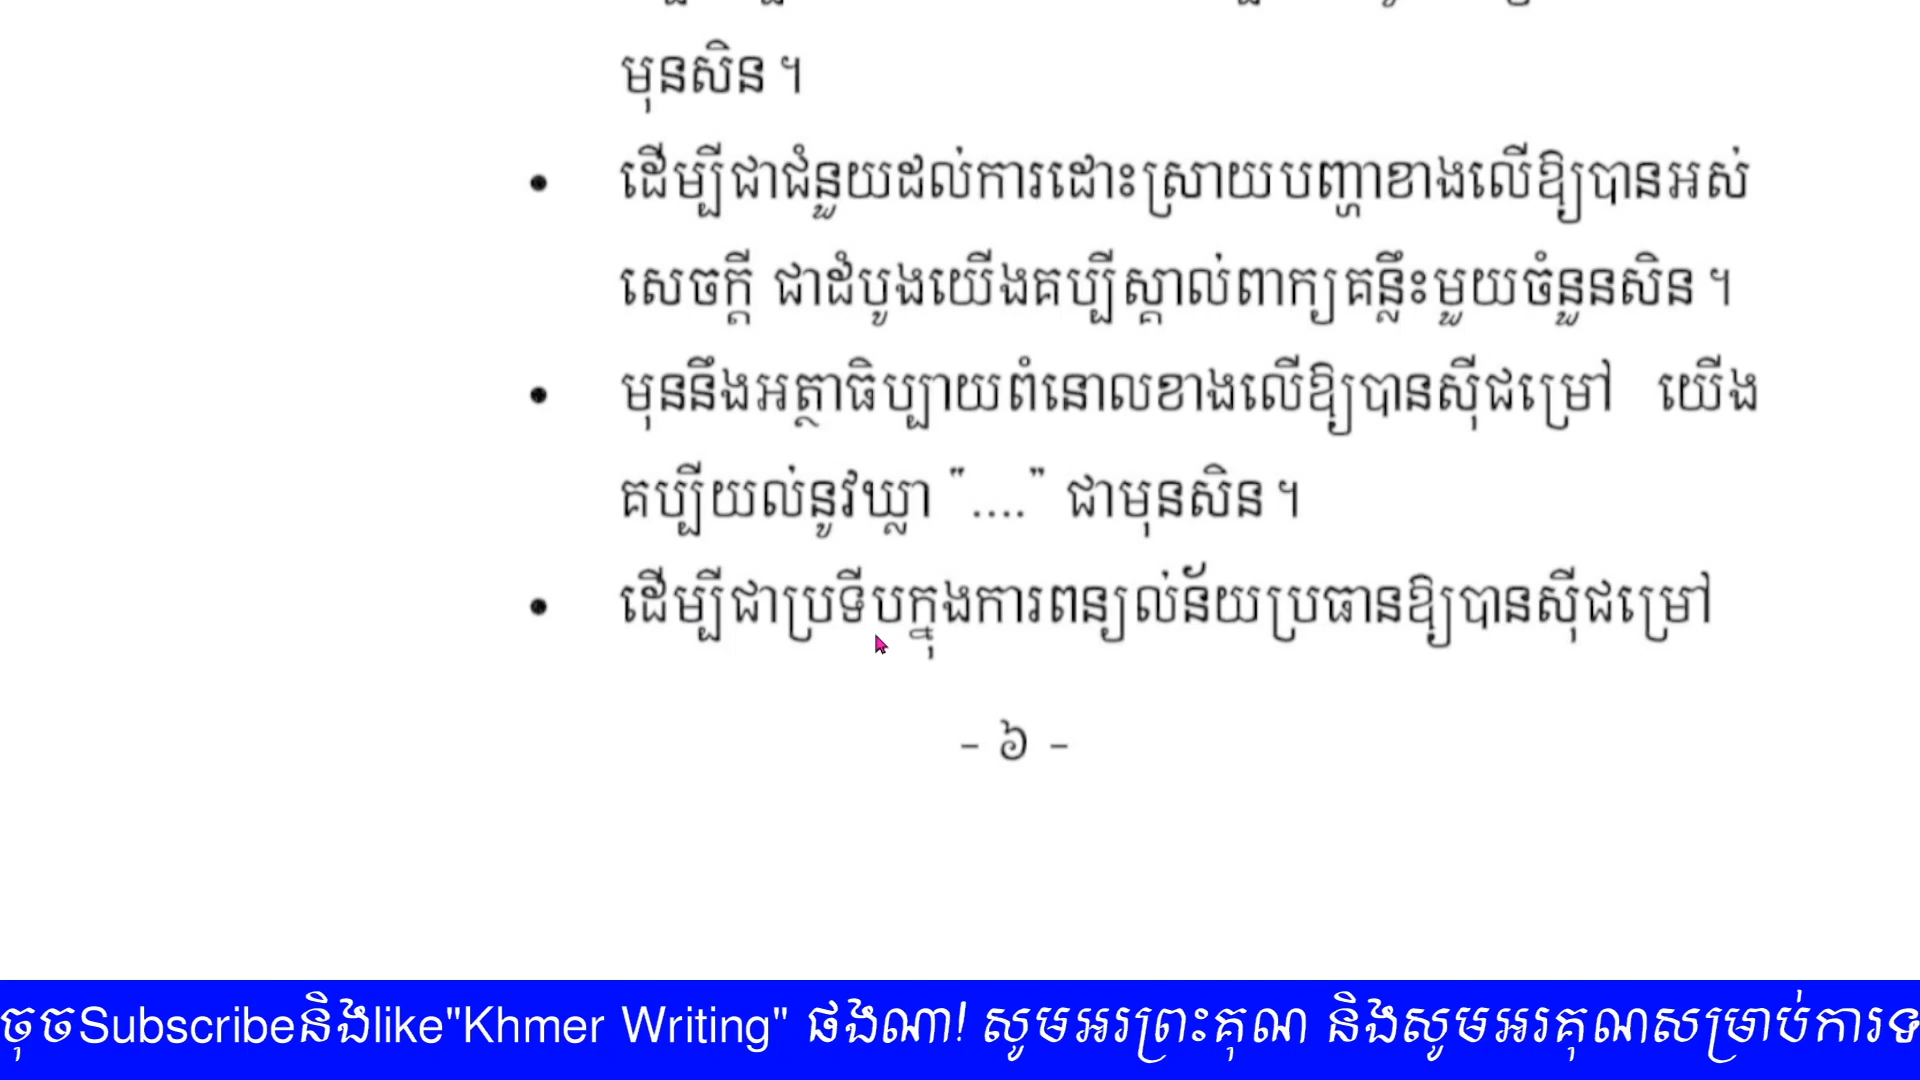 មុនសិន ។
• ដើម្បីជាជំនួយដល់ការដោះស្រាយបញ្ហាខាងលើឱ្យបានអស់
សេចក្ដី ជាដំបូងយើងគប្បីស្គាល់ពាក្យគន្លឹះមួយចំនួនសិន ។
• មុននឹងអត្ថាធិប្បាយពំនោលខាងលើឱ្យបានស៊ីជម្រៅ យើង
គប្បីយល់នូវឃ្លា “....” ជាមុនសិន ។
• ដើម្បីជាប្រទីបក្នុងការពន្យល់ន័យប្រធានឱ្យបានស៊ីជម្រៅ
- ៦ -
ចុចSubscribeនិងlike"Khmer Writing" ផងណា! សូមអរព្រះគុណ និងសូមអរគុណសម្រាប់ការទ